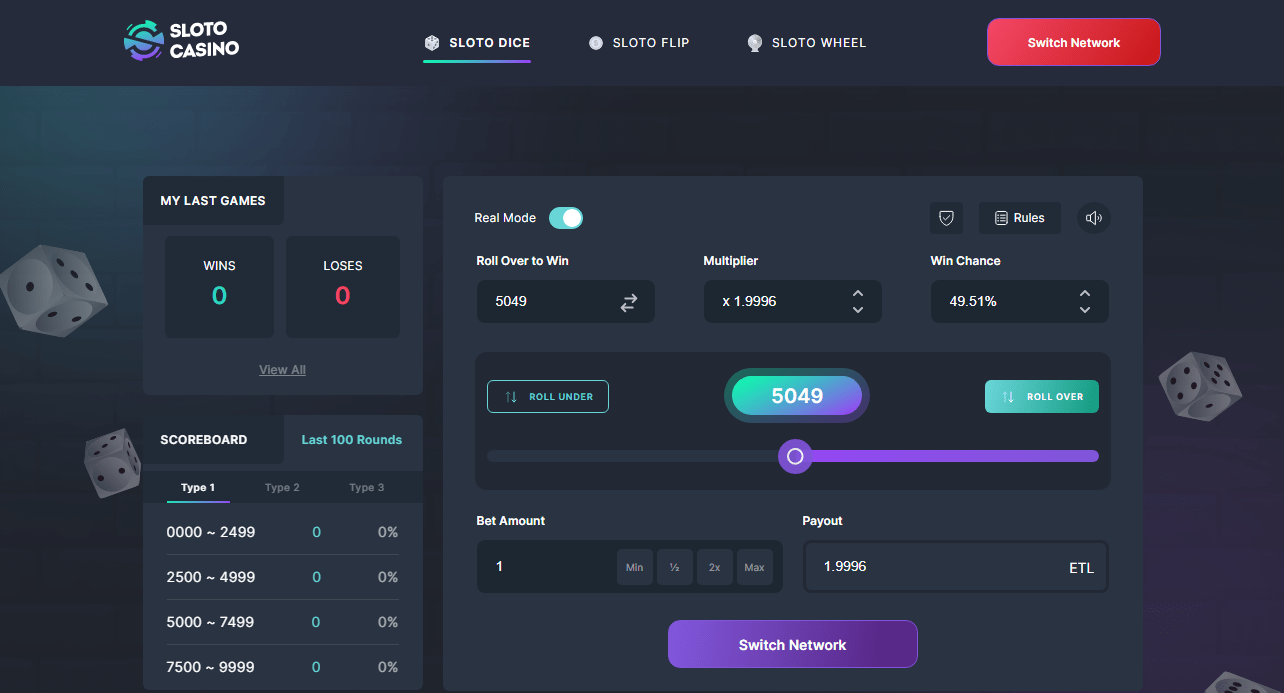 SLOTO
CASINO
SLOTO DICE
SLOTO FLIP
SLOTO WHEEL
Switch Network
MY LAST GAMES
WINS
0
LOSES
0
View All
SCOREBOARD
Last 100 Rounds
Type 1
Type 2
Type 3
0000 ~ 2499 0 0%
2500 ~ 4999 0 0%
5000 ~ 7499 0 0%
7500 ~ 9999 0 0%
Real Mode
Rules
Roll Over to Win
5049
Multiplier
x 1.9996
Win Chance
49.51%
ROLL UNDER
5049
ROLL OVER
Bet Amount
1
Min
½
2x
Max
Payout
1.9996
ETL
Switch Network